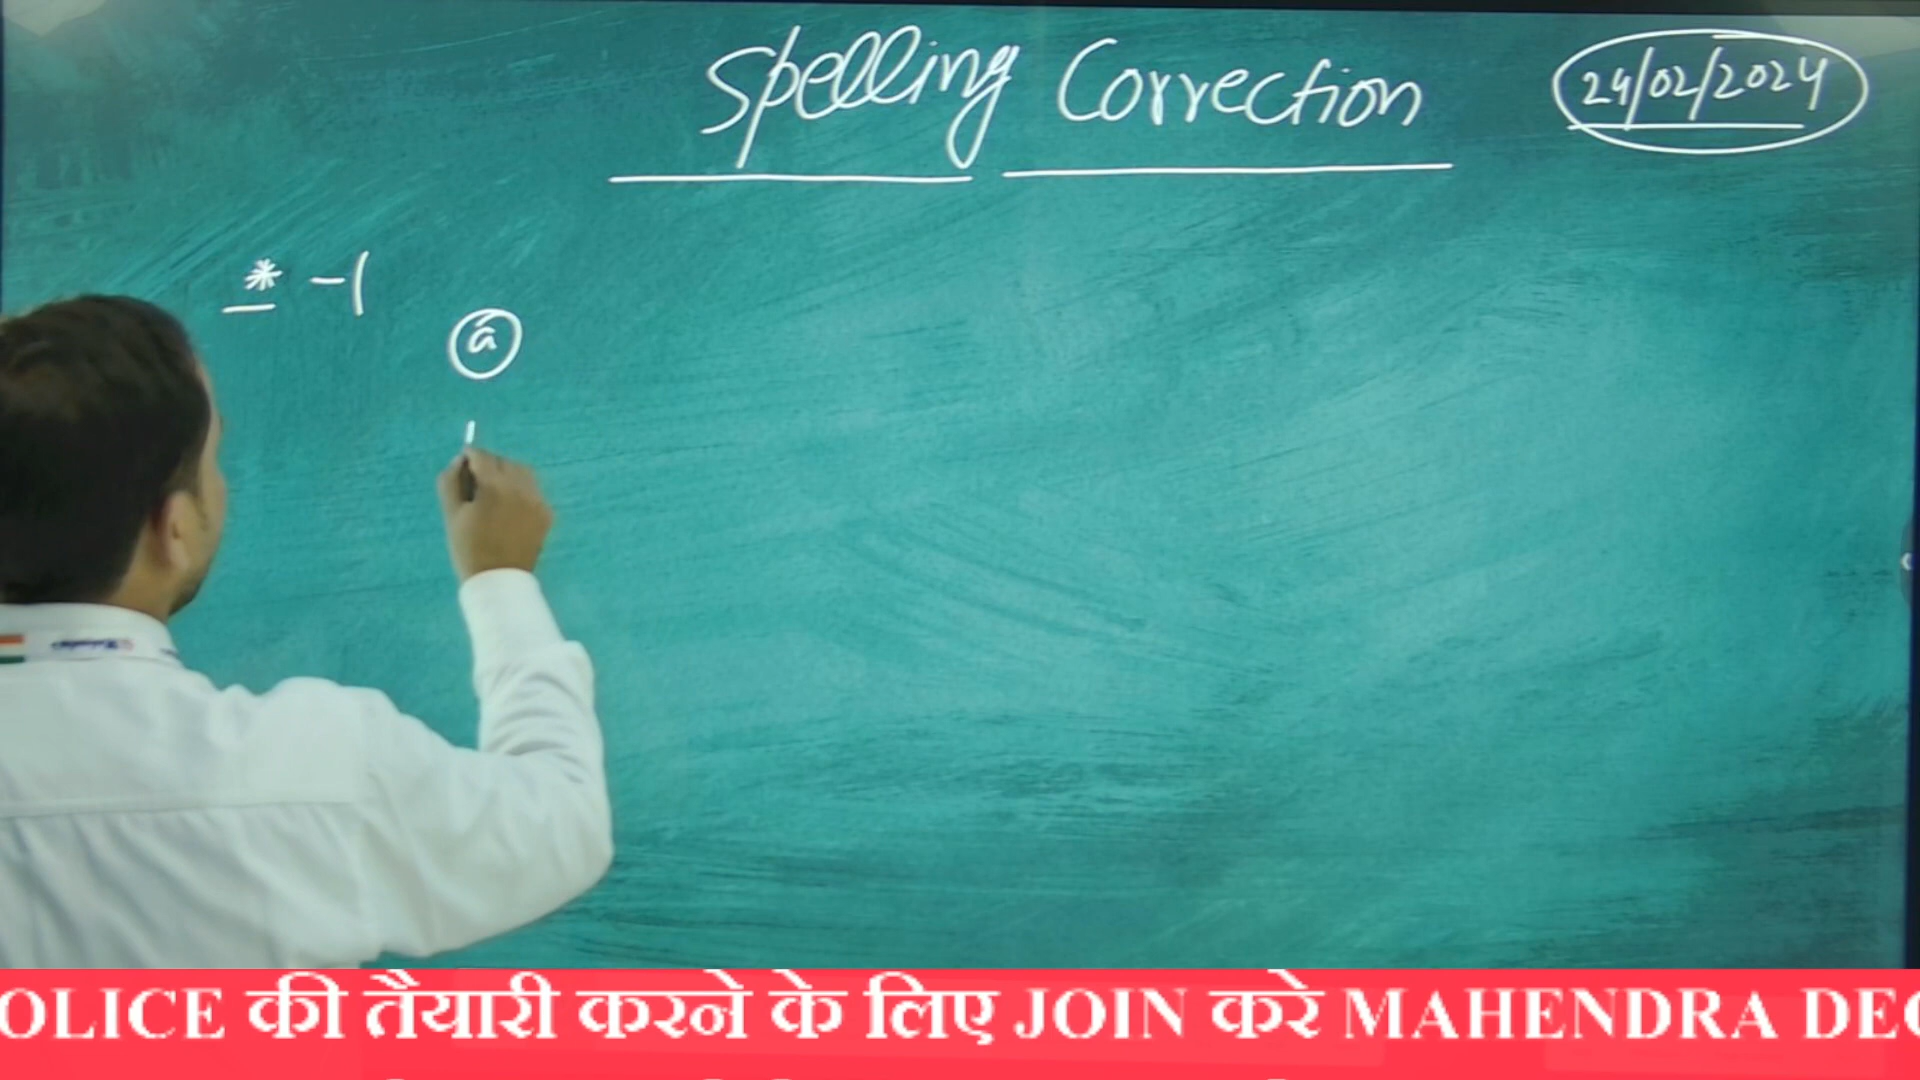 Spelling Correction
24/02/2024
* -1
a
OLICE की तैयारी करने के लिए JOIN करे MAHENDRA DEO